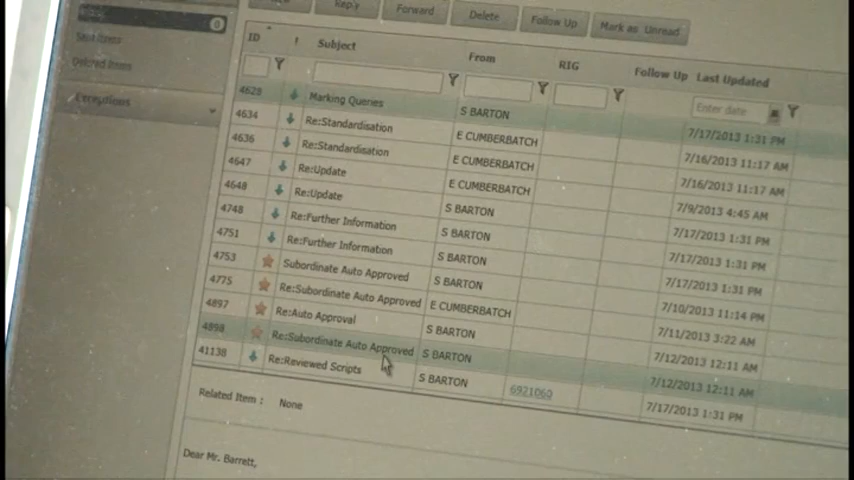 Reply
Forward
Delete
Follow Up
Mark as Unread
0
Sent Items
Deleted Items
Exceptions
ID ! Subject From RIG Follow Up Last Updated
Enter date
4628 Marking Queries S BARTON 7/17/2013 1:31 PM
4634 Re:Standardisation E CUMBERBATCH 7/16/2013 11:17 AM
4636 Re:Standardisation E CUMBERBATCH 7/16/2013 11:17 AM
4647 Re:Update E CUMBERBATCH 7/9/2013 4:45 AM
4648 Re:Update S BARTON 7/17/2013 1:31 PM
4748 Re:Further Information S BARTON 7/17/2013 1:31 PM
4751 Re:Further Information S BARTON 7/17/2013 1:31 PM
4753 Subordinate Auto Approved S BARTON 7/10/2013 11:14 PM
4775 Re:Subordinate Auto Approved E CUMBERBATCH 7/11/2013 3:22 AM
4897 Re:Auto Approval S BARTON 7/12/2013 12:11 AM
4898 Re:Subordinate Auto Approved S BARTON 7/12/2013 12:11 AM
41138 Re:Reviewed Scripts S BARTON 6921060 7/17/2013 1:31 PM
Related Item : None
Dear Mr. Barrett,